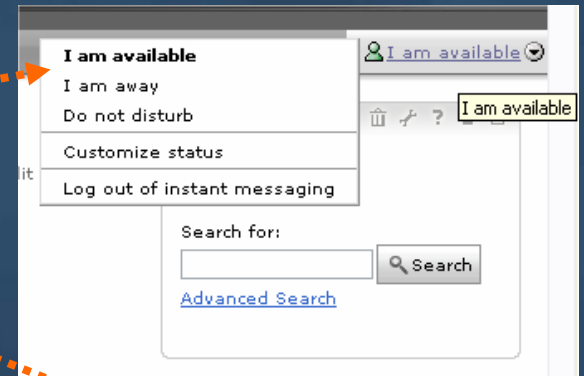 I am available
I am available
I am away
Do not disturb
I am available
?
Customize status
lit
Log out of instant messaging
Search for:
Search
Advanced Search